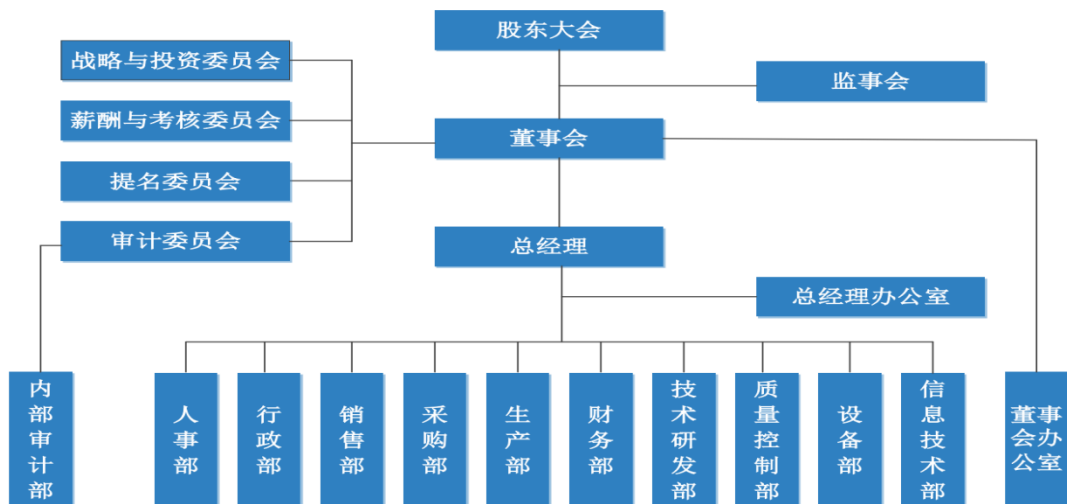 股东大会
战略与投资委员会
监事会
薪酬与考核委员会
董事会
提名委员会
审计委员会
总经理
总经理办公室
内部审计部
人事部
行政部
销售部
采购部
生产部
财务部
技术研发部
质量控制部
设备部
信息技术部
董事会办公室